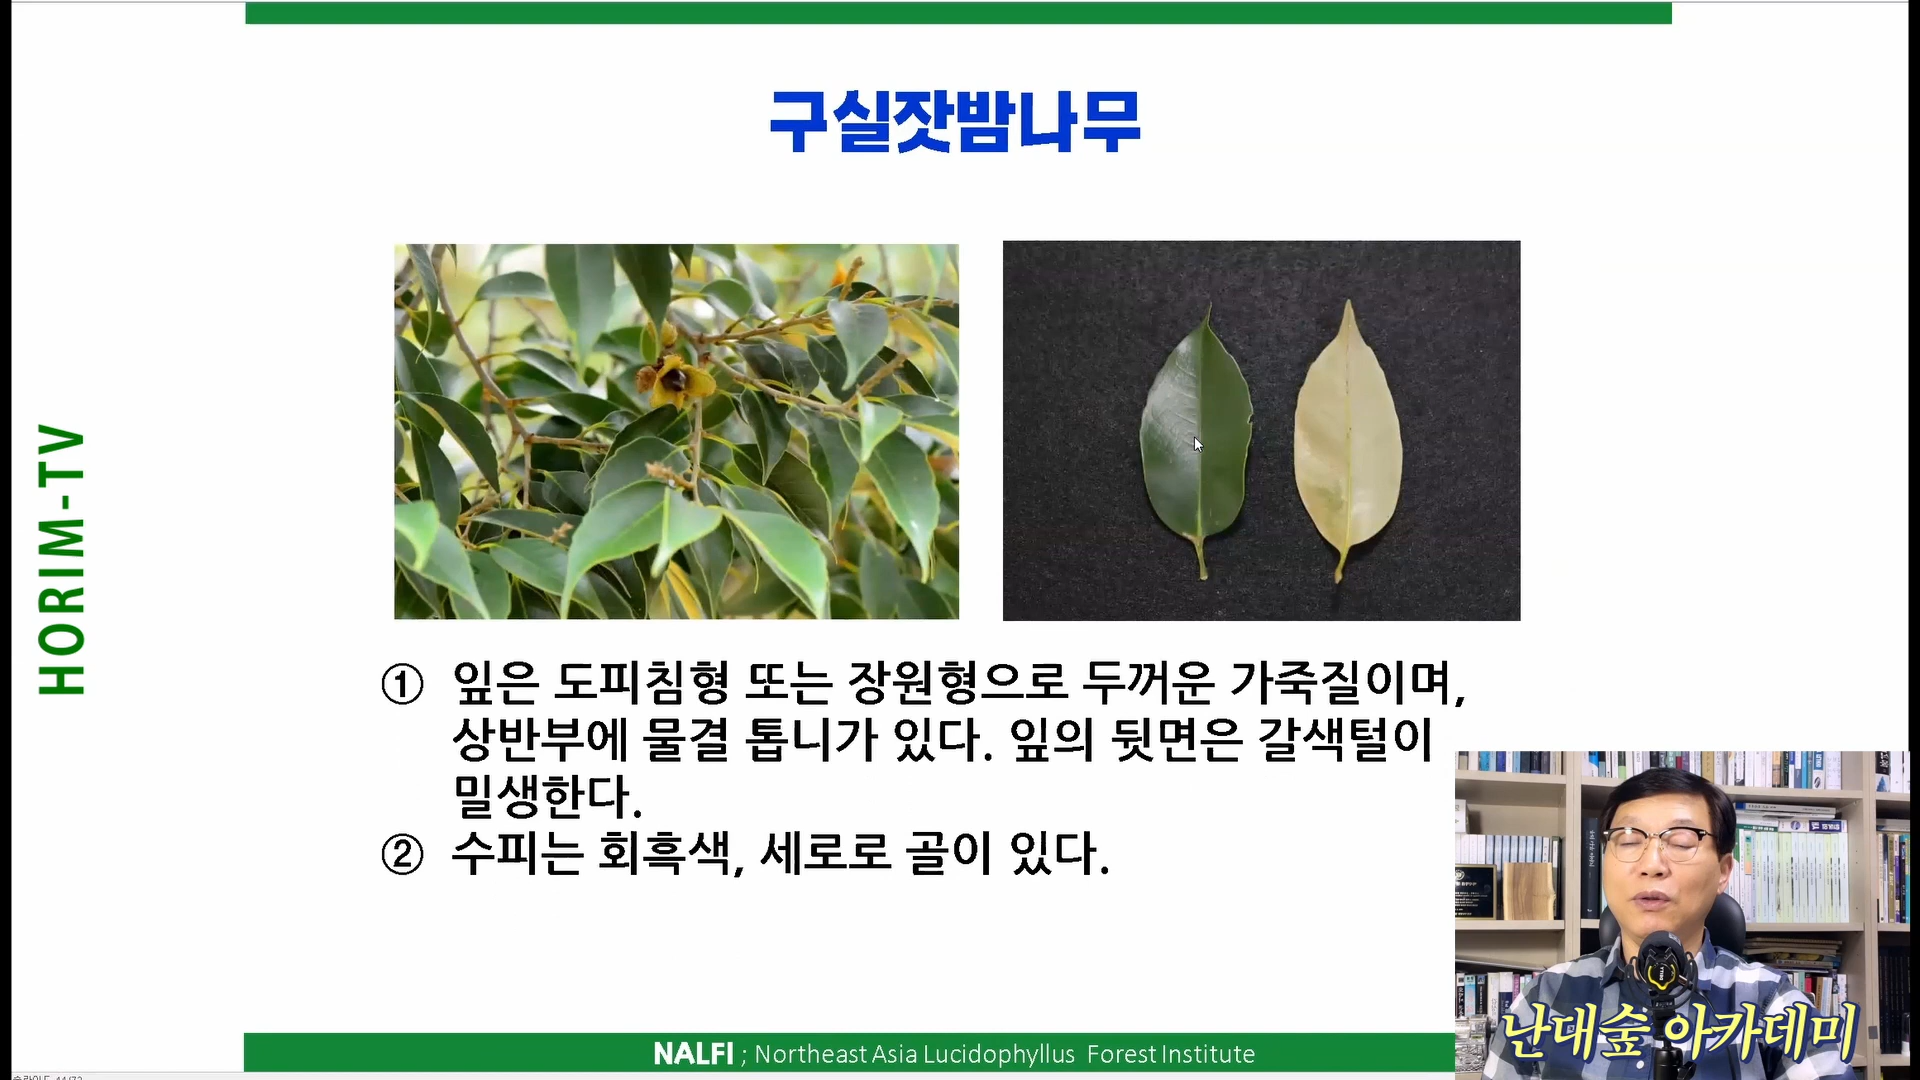 구실잣밤나무
HORIM-TV
① 잎은 도피침형 또는 장원형으로 두꺼운 가죽질이며,
상반부에 물결 톱니가 있다. 잎의 뒷면은 갈색털이
밀생한다.
② 수피는 회흑색, 세로로 골이 있다.
난대숲 아카데미
NALFI ; Northeast Asia Lucidophyllus Forest Institute